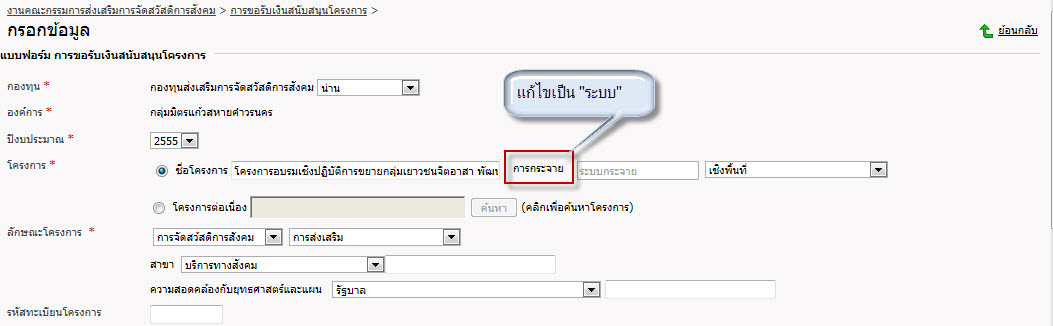 งานคณะกรรมการส่งเสริมการจัดสวัสดิการสังคม > การขอรับเงินสนับสนุนโครงการ >
กรอกข้อมูล
ย้อนกลับ
แบบฟอร์ม การขอรับเงินสนับสนุนโครงการ
กองทุน * กองทุนส่งเสริมการจัดสวัสดิการสังคม น่าน
แก้ไขเป็น "ระบบ"
องค์การ * กลุ่มมิตรแก้วสหายคำวรนคร
ปีงบประมาณ * 2555
โครงการ * ชื่อโครงการ โครงการอบรมเชิงปฏิบัติการขยายกลุ่มเยาวชนจิตอาสา พัฒน การกระจาย ระบบกระจาย เชิงพื้นที่
โครงการต่อเนื่อง ค้นหา (คลิกเพื่อค้นหาโครงการ)
ลักษณะโครงการ * การจัดสวัสดิการสังคม การส่งเสริม
สาขา บริการทางสังคม
ความสอดคล้องกับยุทธศาสตร์และแผน รัฐบาล
รหัสทะเบียนโครงการ